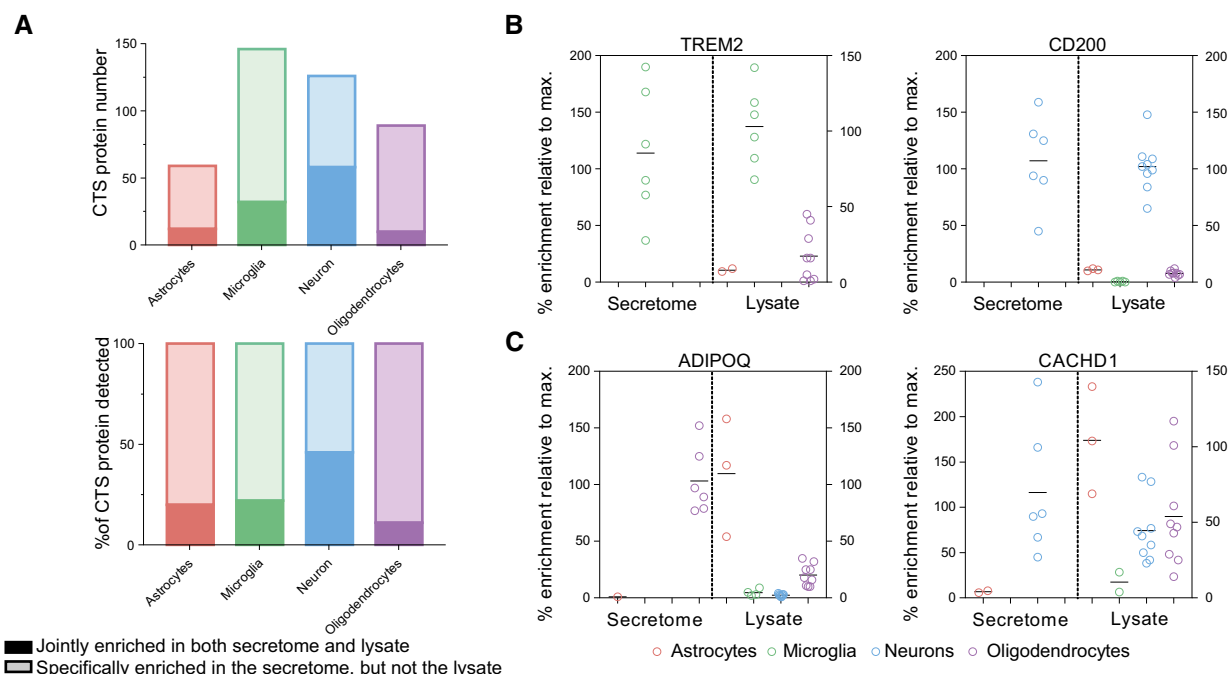 A
CTS protein number
150
100
50
0
Astrocytes
Microglia
Neuron
Oligodendrocytes
%of CTS protein detected
100
50
0
Astrocytes
Microglia
Neuron
Oligodendrocytes
Jointly enriched in both secretome and lysate
Specifically enriched in the secretome, but not the lysate
B
TREM2
% enrichment relative to max.
200
150
100
50
0
150
100
50
0
Secretome Lysate
CD200
% enrichment relative to max.
200
150
100
50
0
200
150
100
50
0
Secretome Lysate
C
ADIPOQ
% enrichment relative to max.
200
150
100
50
0
200
150
100
50
0
Secretome Lysate
CACHD1
% enrichment relative to max.
250
200
150
100
50
0
150
100
50
0
Secretome Lysate
Astrocytes Microglia Neurons Oligodendrocytes